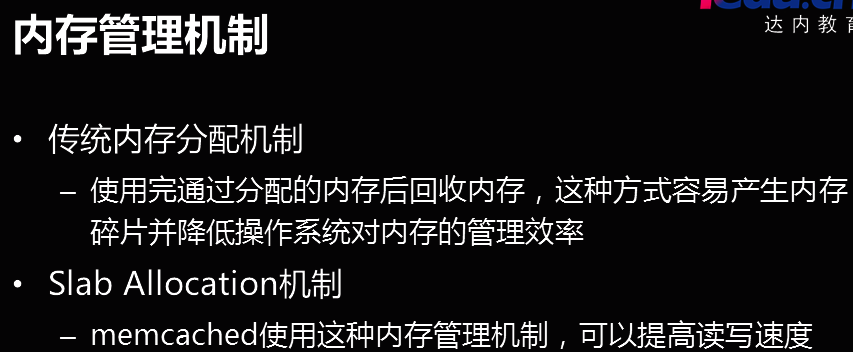 达内教育
内存管理机制
• 传统内存分配机制
– 使用完通过分配的内存后回收内存，这种方式容易产生内存
碎片并降低操作系统对内存的管理效率
• Slab Allocation机制
– memcached使用这种内存管理机制，可以提高读写速度